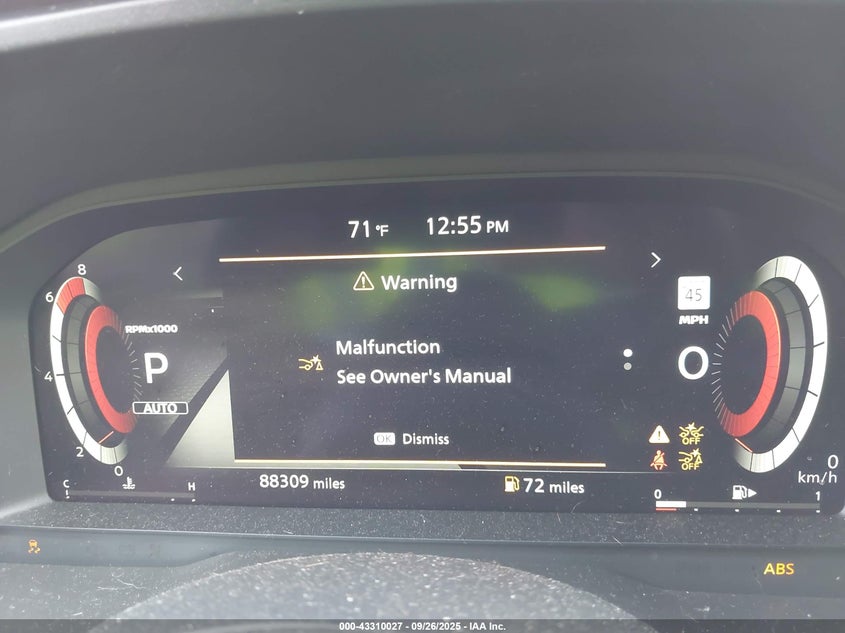 71°F 12:55 PM
Warning
8
6
4
2
0
RPMx1000
P
AUTO
Malfunction
See Owner's Manual
OK Dismiss
45
MPH
0
OFF
OFF
0
km/h
C H
88309 miles
72 miles
0 1
ABS
000-43310027 - 09/26/2025 - IAA Inc.